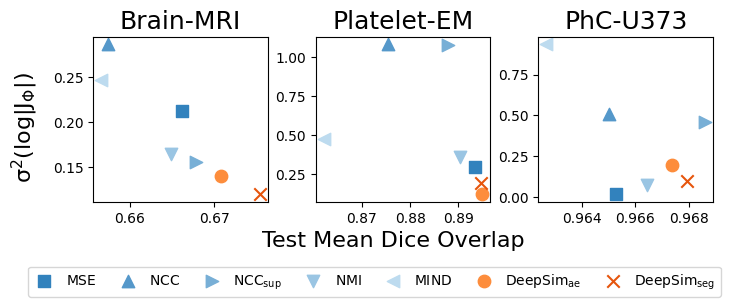 Brain-MRI Platelet-EM PhC-U373
σ²(log|J_Φ|)
0.25
0.20
0.15
0.66 0.67
1.00
0.75
0.50
0.25
0.87 0.88 0.89
0.75
0.50
0.25
0.00
0.964 0.966 0.968
Test Mean Dice Overlap
MSE NCC NCC_sup NMI MIND DeepSim_ae DeepSim_seg